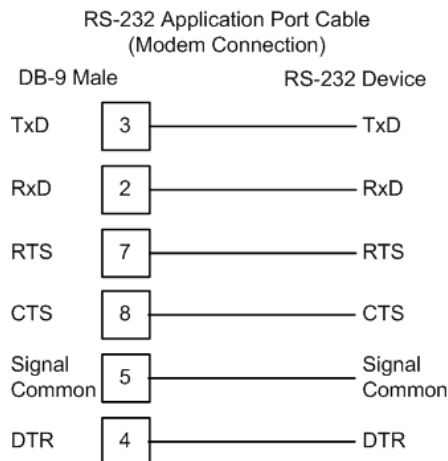 RS-232 Application Port Cable
(Modem Connection)
DB-9 Male RS-232 Device
TxD 3 TxD
RxD 2 RxD
RTS 7 RTS
CTS 8 CTS
Signal Signal
Common 5 Common
DTR 4 DTR